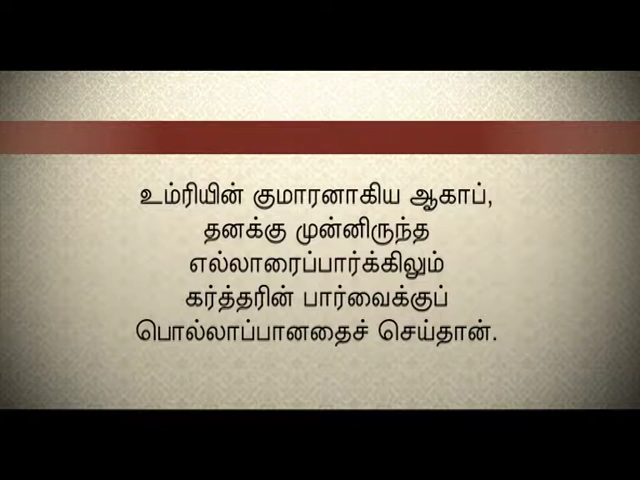 உம்ரியின் குமாரனாகிய ஆகாப்,
தனக்கு முன்னிருந்த
எல்லாரைப்பார்க்கிலும்
கர்த்தரின் பார்வைக்குப்
பொல்லாப்பானதைச் செய்தான்.